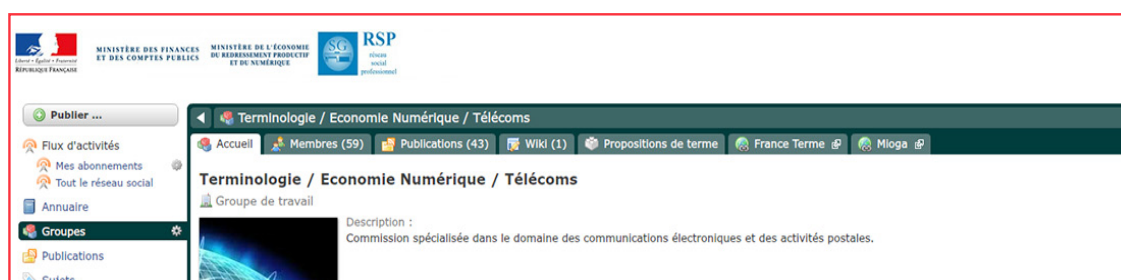 Liberté • Égalité • Fraternité
RÉPUBLIQUE FRANÇAISE
MINISTÈRE DES FINANCES
ET DES COMPTES PUBLICS
MINISTÈRE DE L'ÉCONOMIE
DU REDRESSEMENT PRODUCTIF
ET DU NUMÉRIQUE
SG
RSP
réseau
social
professionnel
Publier ...
Flux d'activités
Mes abonnements
Tout le réseau social
Annuaire
Groupes
Publications
Sujets
Terminologie / Economie Numérique / Télécoms
Accueil Membres (59) Publications (43) Wiki (1) Propositions de terme France Terme Mioga
Terminologie / Economie Numérique / Télécoms
Groupe de travail
Description :
Commission spécialisée dans le domaine des communications électroniques et des activités postales.